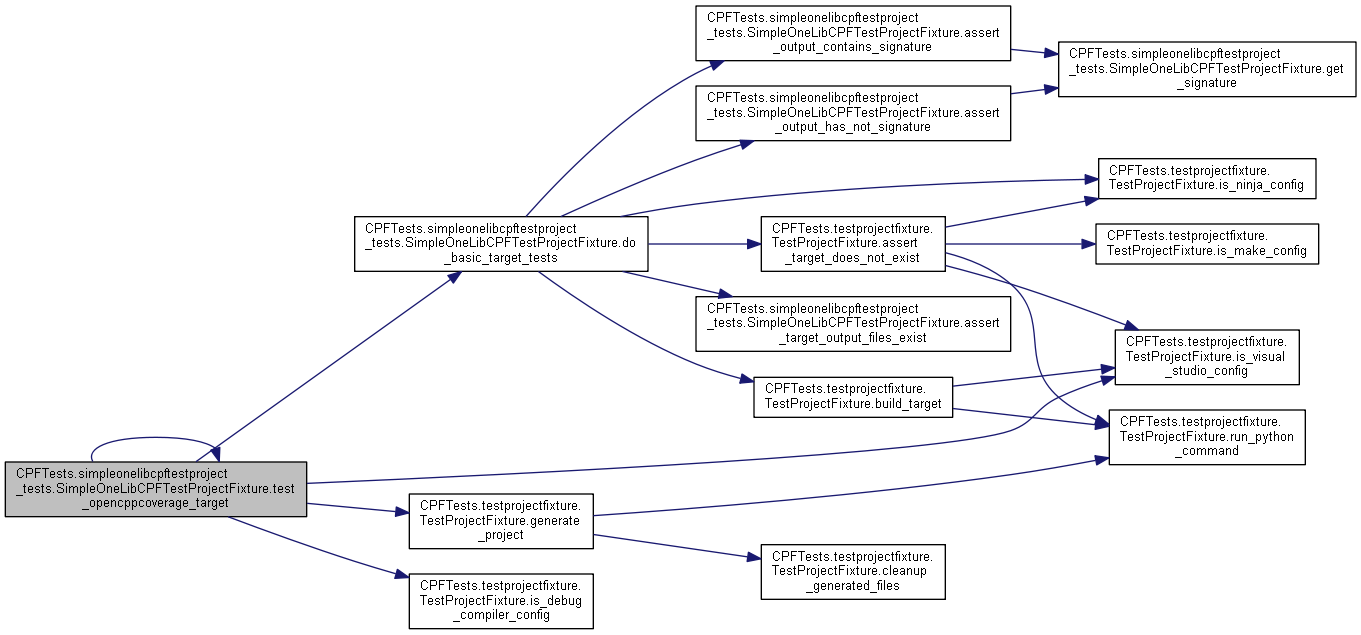 CPFTests.simpleonelibcpftestproject
_tests.SimpleOneLibCPFTestProjectFixture.assert
_output_contains_signature
CPFTests.simpleonelibcpftestproject
_tests.SimpleOneLibCPFTestProjectFixture.get
_signature
CPFTests.simpleonelibcpftestproject
_tests.SimpleOneLibCPFTestProjectFixture.assert
_output_has_not_signature
CPFTests.testprojectfixture.
TestProjectFixture.is_ninja_config
CPFTests.simpleonelibcpftestproject
_tests.SimpleOneLibCPFTestProjectFixture.do
_basic_target_tests
CPFTests.testprojectfixture.
TestProjectFixture.assert
_target_does_not_exist
CPFTests.testprojectfixture.
TestProjectFixture.is_make_config
CPFTests.simpleonelibcpftestproject
_tests.SimpleOneLibCPFTestProjectFixture.assert
_target_output_files_exist
CPFTests.testprojectfixture.
TestProjectFixture.is_visual
_studio_config
CPFTests.testprojectfixture.
TestProjectFixture.build_target
CPFTests.testprojectfixture.
TestProjectFixture.run_python
_command
CPFTests.simpleonelibcpftestproject
_tests.SimpleOneLibCPFTestProjectFixture.test
_opencppcoverage_target
CPFTests.testprojectfixture.
TestProjectFixture.generate
_project
CPFTests.testprojectfixture.
TestProjectFixture.cleanup
_generated_files
CPFTests.testprojectfixture.
TestProjectFixture.is_debug
_compiler_config